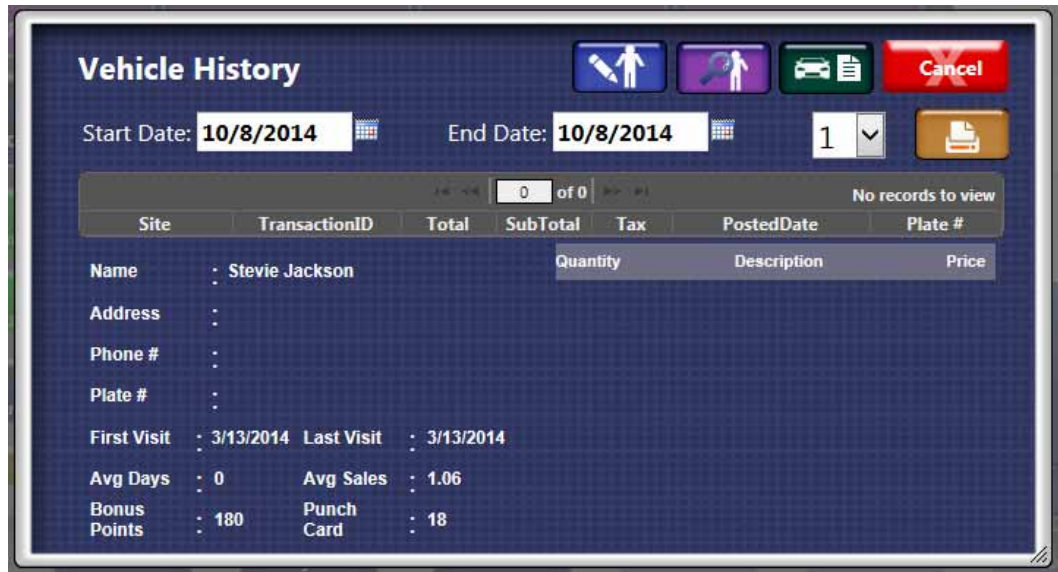 Vehicle History
Cancel
Start Date: 10/8/2014 End Date: 10/8/2014 1
0 of 0 No records to view
Site TransactionID Total SubTotal Tax PostedDate Plate #
Quantity Description Price
Name : Stevie Jackson
Address :
Phone # :
Plate # :
First Visit : 3/13/2014 Last Visit : 3/13/2014
Avg Days : 0 Avg Sales : 1.06
Bonus Points : 180 Punch Card : 18